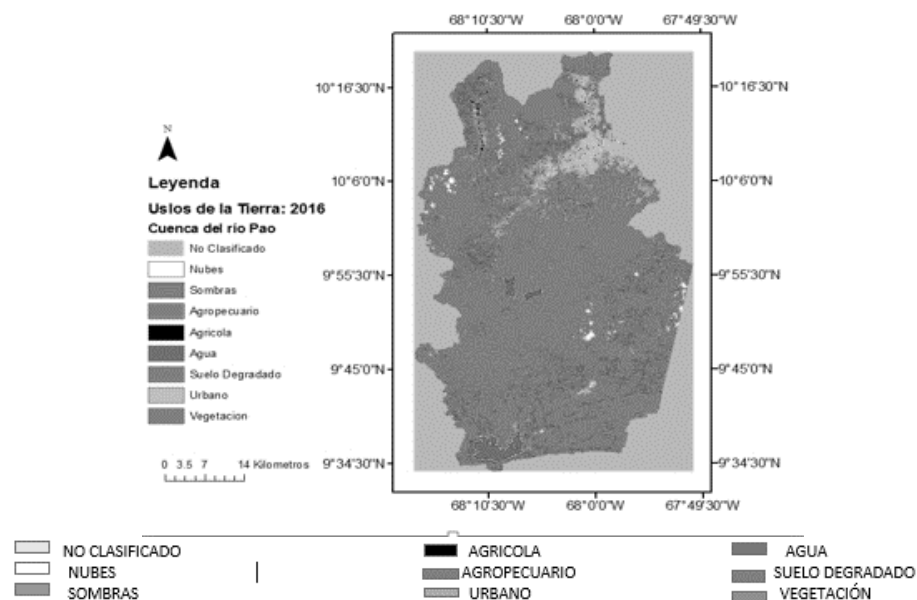 68°10'30"W 68°0'0"W 67°49'30"W
10°16'30"N 10°16'30"N
N
10°6'0"N 10°6'0"N
Leyenda
Uslos de la Tierra: 2016
Cuenca del río Pao
No Clasificado
Nubes
9°55'30"N 9°55'30"N
Sombras
Agropecuario
Agricola
Agua
9°45'0"N 9°45'0"N
Suelo Degradado
Urbano
Vegetacion
0 3.5 7 14 Kilometros
9°34'30"N 9°34'30"N
68°10'30"W 68°0'0"W 67°49'30"W
NO CLASIFICADO AGRICOLA AGUA
NUBES AGROPECUARIO SUELO DEGRADADO
SOMBRAS URBANO VEGETACIÓN